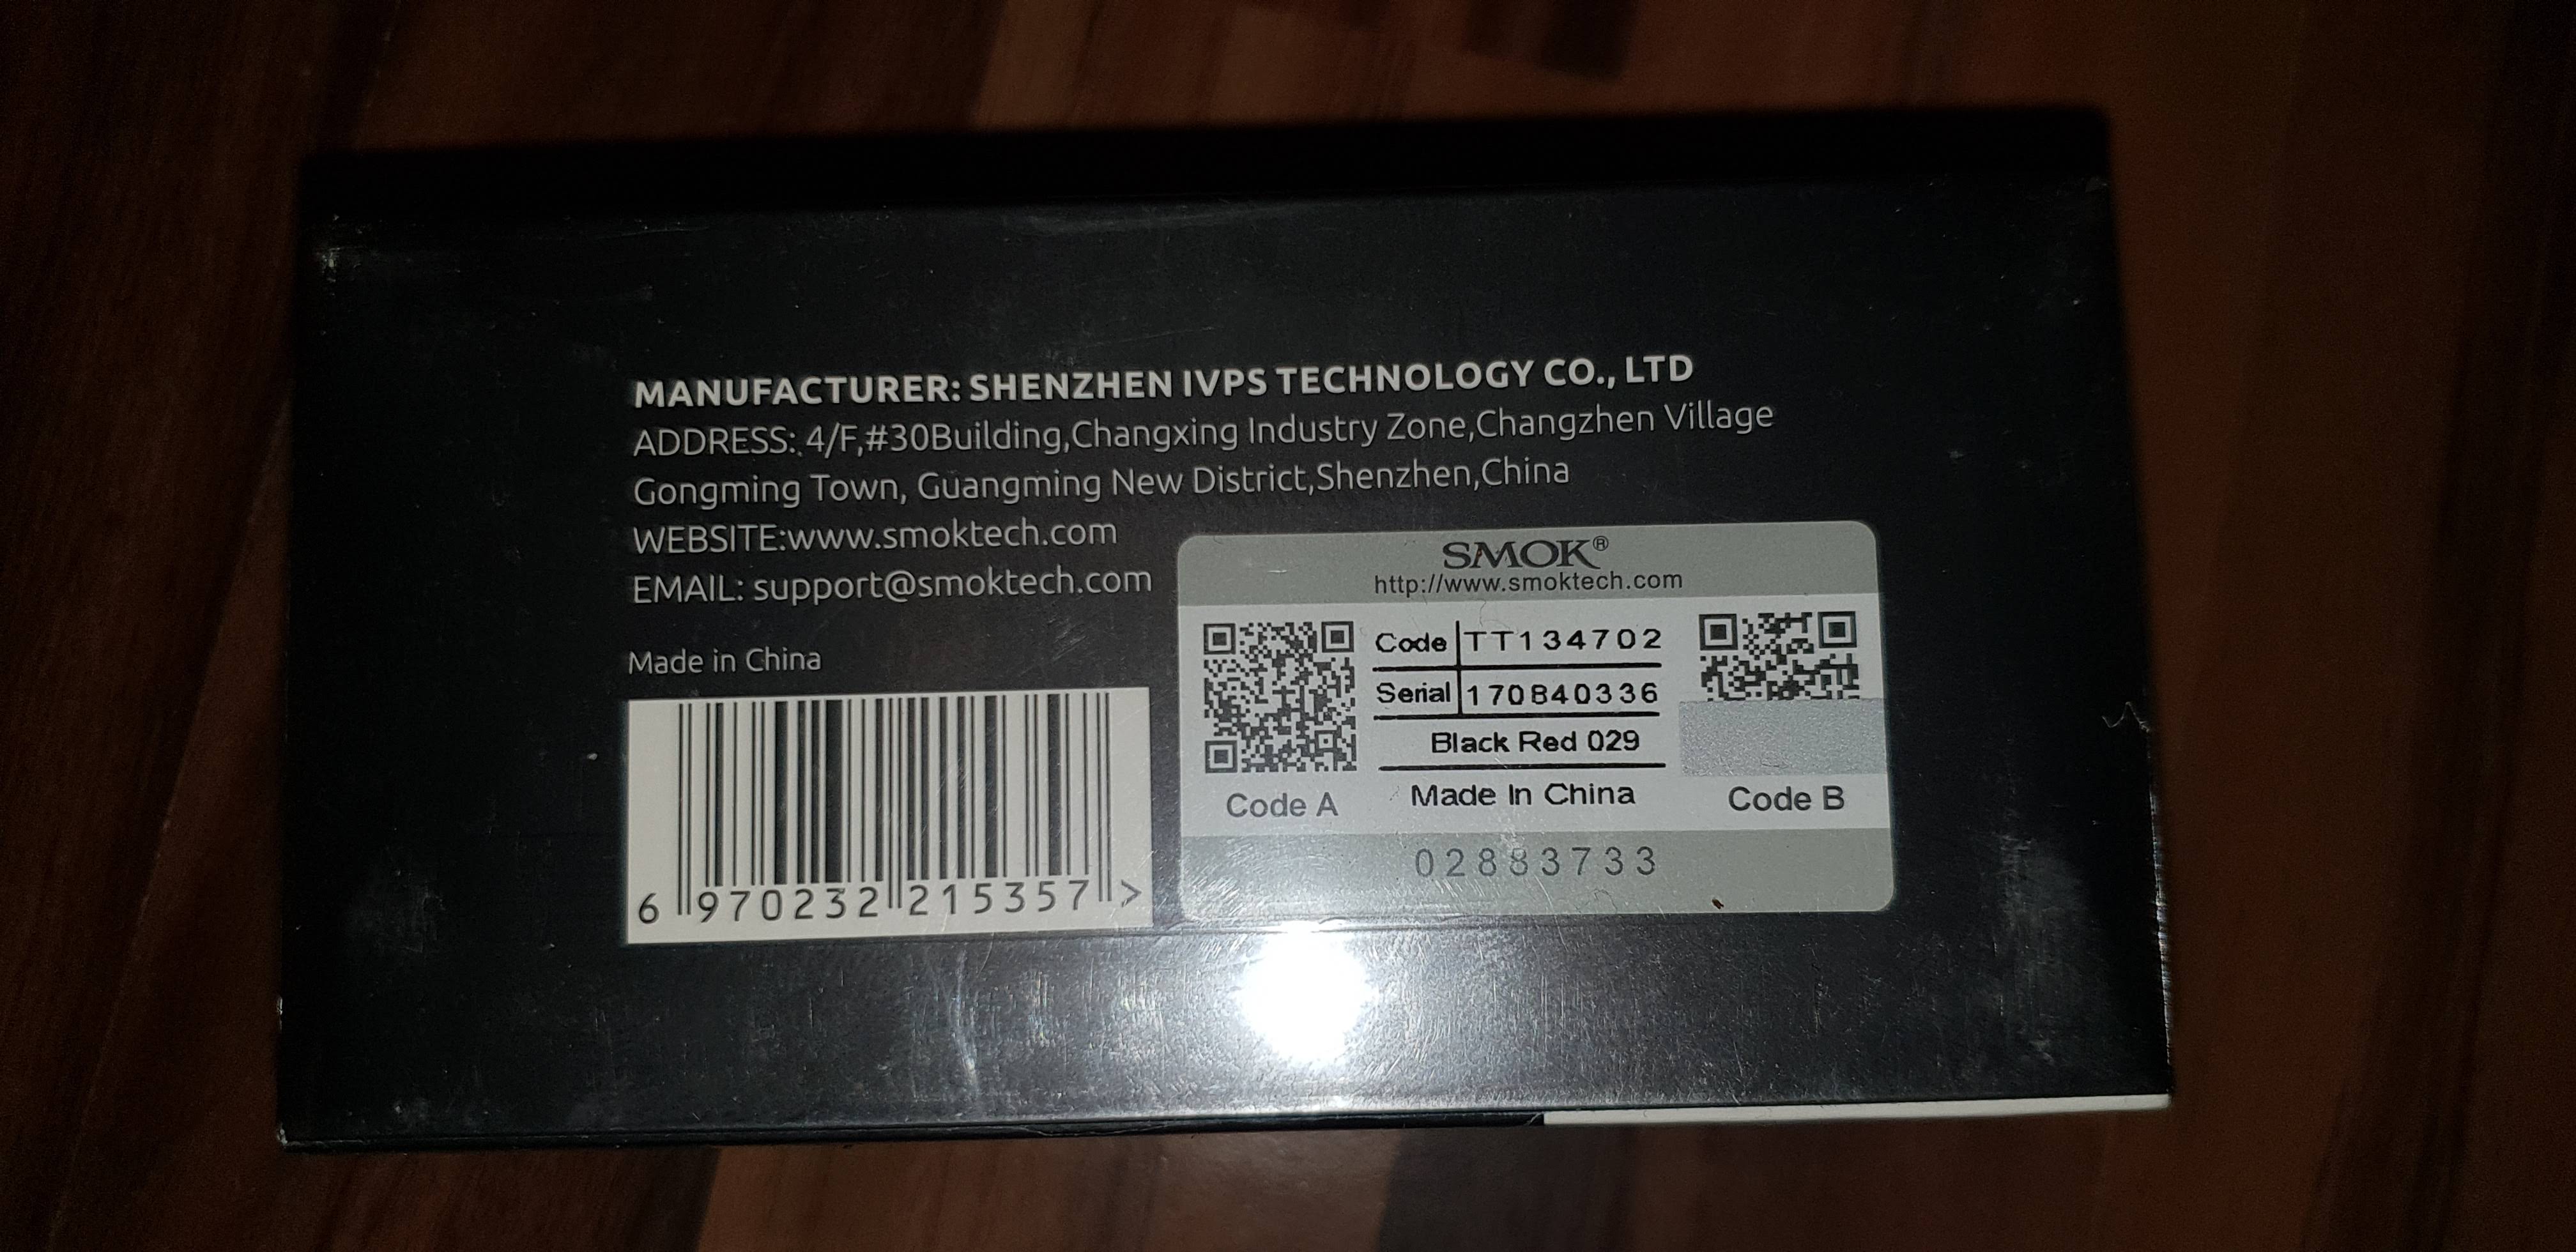 MANUFACTURER: SHENZHEN IVPS TECHNOLOGY CO., LTD
ADDRESS: 4/F,#30Building,Changxing Industry Zone,Changzhen Village
Gongming Town, Guangming New District,Shenzhen,China
WEBSITE:www.smoktech.com
EMAIL: support@smoktech.com
Made in China
6 970232 215357 >
SMOK®
http://www.smoktech.com
Code TT134702
Serial 170840336
Black Red 029
Made In China
Code A
Code B
02883733